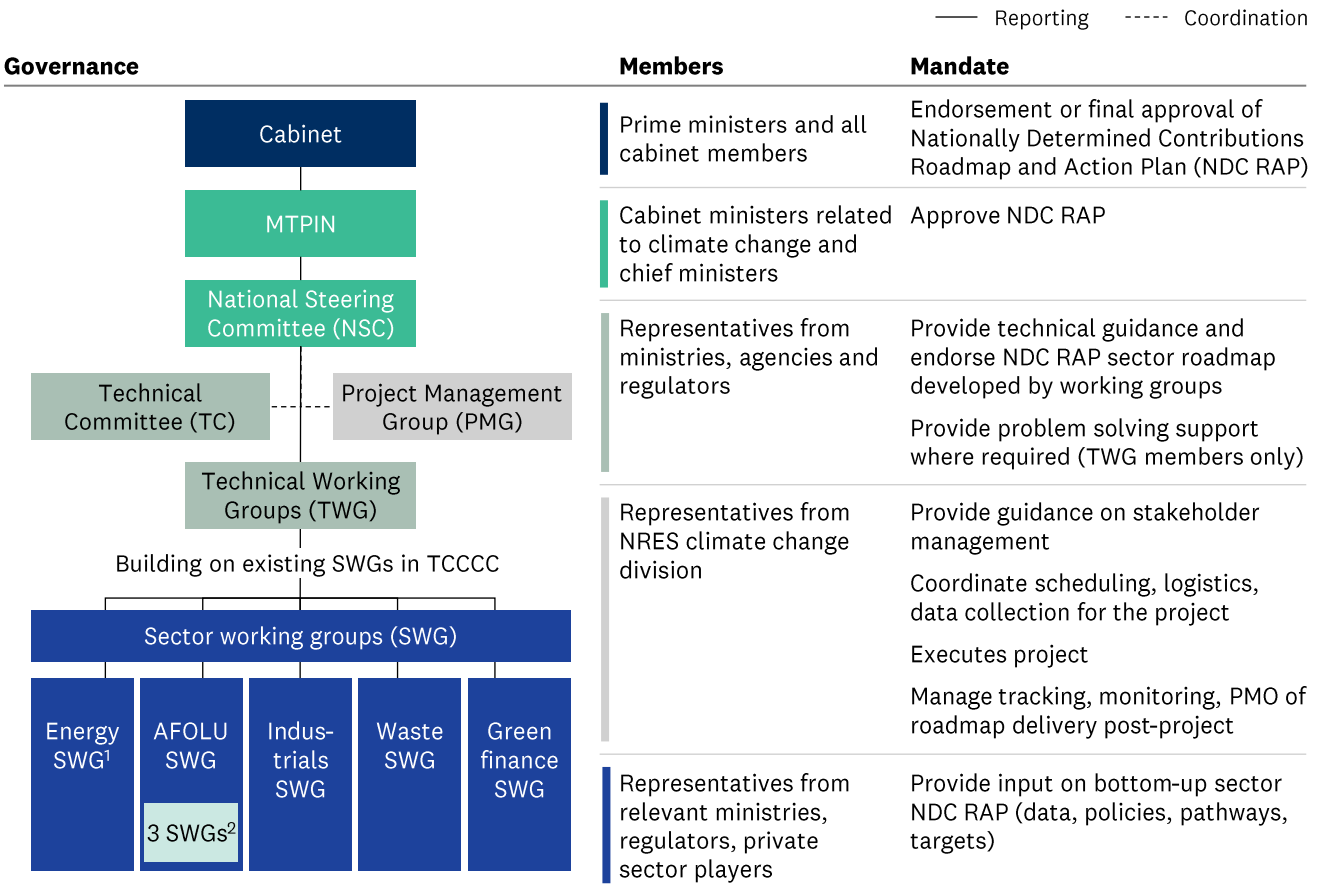 Reporting
Coordination
Governance
Members
Mandate
Cabinet
Prime ministers and all
cabinet members
Endorsement or final approval of
Nationally Determined Contributions
Roadmap and Action Plan (NDC RAP)
MTPIN
Cabinet ministers related
to climate change and
chief ministers
Approve NDC RAP
National Steering
Committee (NSC)
Technical
Committee (TC)
Project Management
Group (PMG)
Technical Working
Groups (TWG)
Representatives from
ministries, agencies and
regulators
Provide technical guidance and
endorse NDC RAP sector roadmap
developed by working groups
Provide problem solving support
where required (TWG members only)
Building on existing SWGs in TCCCC
Representatives from
NRES climate change
division
Provide guidance on stakeholder
management
Coordinate scheduling, logistics,
data collection for the project
Executes project
Manage tracking, monitoring, PMO of
roadmap delivery post-project
Sector working groups (SWG)
Energy
SWG¹
AFOLU
SWG
3 SWGs²
Indus-
trials
SWG
Waste
SWG
Green
finance
SWG
Representatives from
relevant ministries,
regulators, private
sector players
Provide input on bottom-up sector
NDC RAP (data, policies, pathways,
targets)